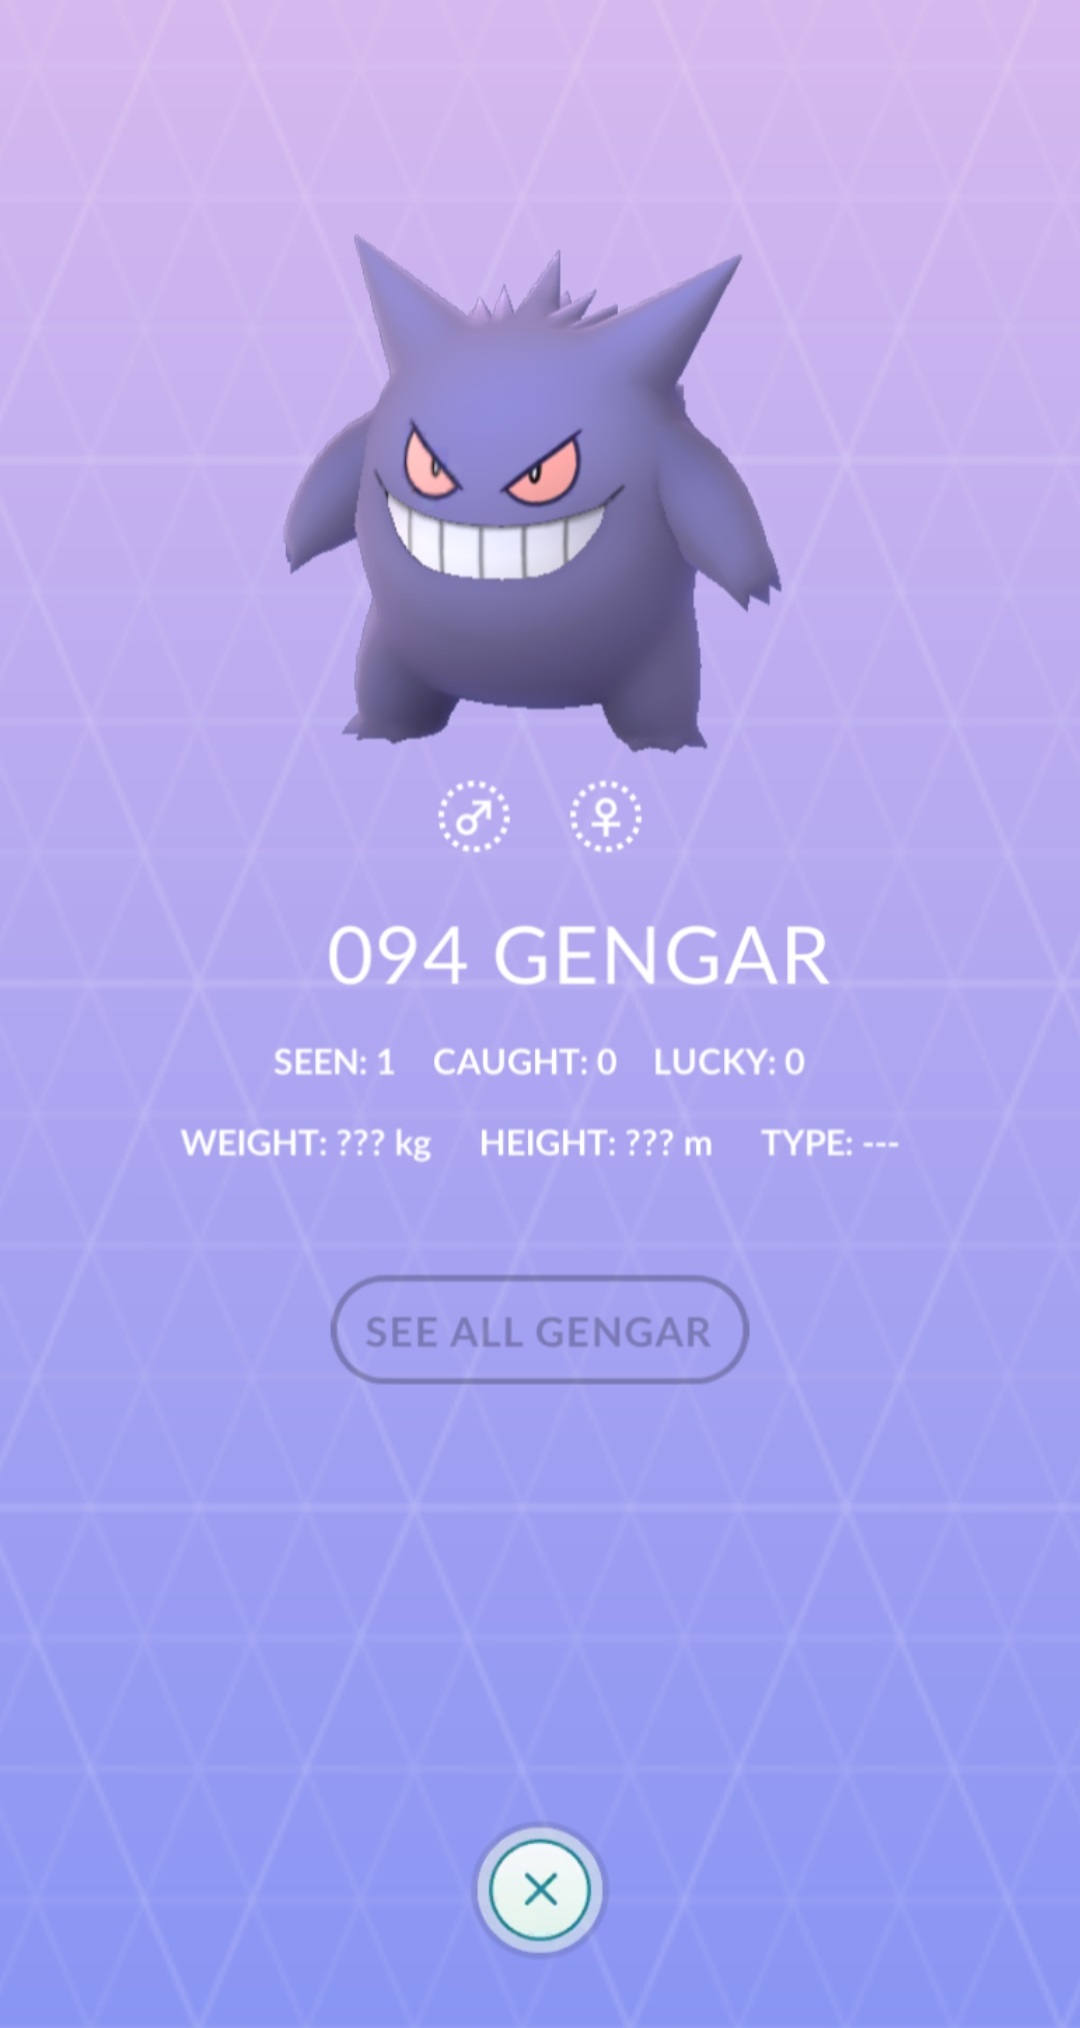 094 GENGAR
SEEN: 1 CAUGHT: 0 LUCKY: 0
WEIGHT: ??? kg HEIGHT: ??? m TYPE: ---
SEE ALL GENGAR